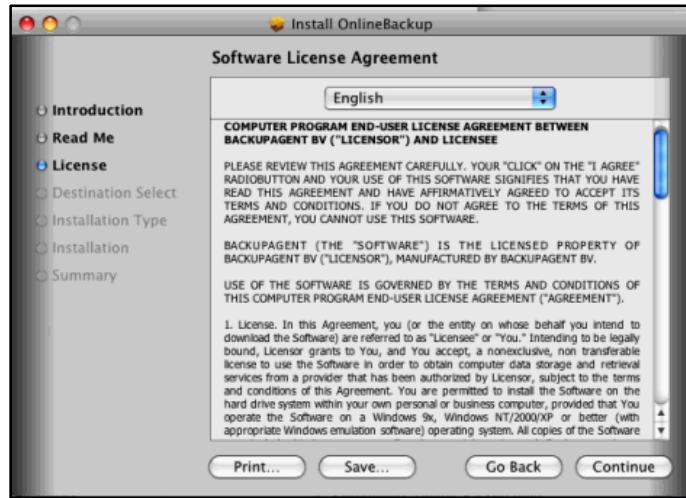 Install OnlineBackup
Software License Agreement
Introduction
Read Me
License
Destination Select
Installation Type
Installation
Summary
English
COMPUTER PROGRAM END-USER LICENSE AGREEMENT BETWEEN
BACKUPAGENT BV ("LICENSOR") AND LICENSEE
PLEASE REVIEW THIS AGREEMENT CAREFULLY. YOUR "CLICK" ON THE "I AGREE"
RADIOBUTTON AND YOUR USE OF THIS SOFTWARE SIGNIFIES THAT YOU HAVE
READ THIS AGREEMENT AND HAVE AFFIRMATIVELY AGREED TO ACCEPT ITS
TERMS AND CONDITIONS. IF YOU DO NOT AGREE TO THE TERMS OF THIS
AGREEMENT, YOU CANNOT USE THIS SOFTWARE.
BACKUPAGENT (THE "SOFTWARE") IS THE LICENSED PROPERTY OF
BACKUPAGENT BV ("LICENSOR"), MANUFACTURED BY BACKUPAGENT BV.
USE OF THE SOFTWARE IS GOVERNED BY THE TERMS AND CONDITIONS OF
THIS COMPUTER PROGRAM END-USER LICENSE AGREEMENT ("AGREEMENT").
1. License. In this Agreement, you (or the entity on whose behalf you intend to
download the Software) are referred to as "Licensee" or "You." Intending to be legally
bound, Licensor grants to You, and You accept, a nonexclusive, non transferable
license to use the Software in order to obtain computer data storage and retrieval
services from a provider that has been authorized by Licensor, subject to the terms
and conditions of this Agreement. You are permitted to install the Software on the
hard drive system within your own personal or business computer, provided that You
operate the Software on a Windows 9x, Windows NT/2000/XP or better (with
appropriate Windows emulation software) operating system. All copies of the Software
Print...
Save...
Go Back
Continue